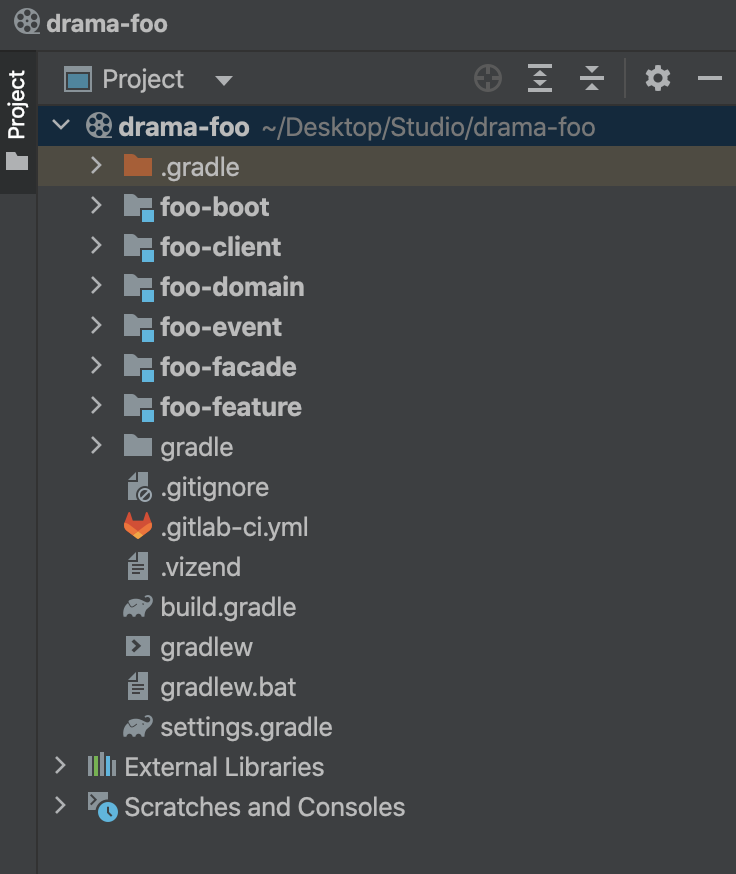 drama-foo
Project
Project
drama-foo ~/Desktop/Studio/drama-foo
.gradle
foo-boot
foo-client
foo-domain
foo-event
foo-facade
foo-feature
gradle
.gitignore
.gitlab-ci.yml
.vizend
build.gradle
gradlew
gradlew.bat
settings.gradle
External Libraries
Scratches and Consoles